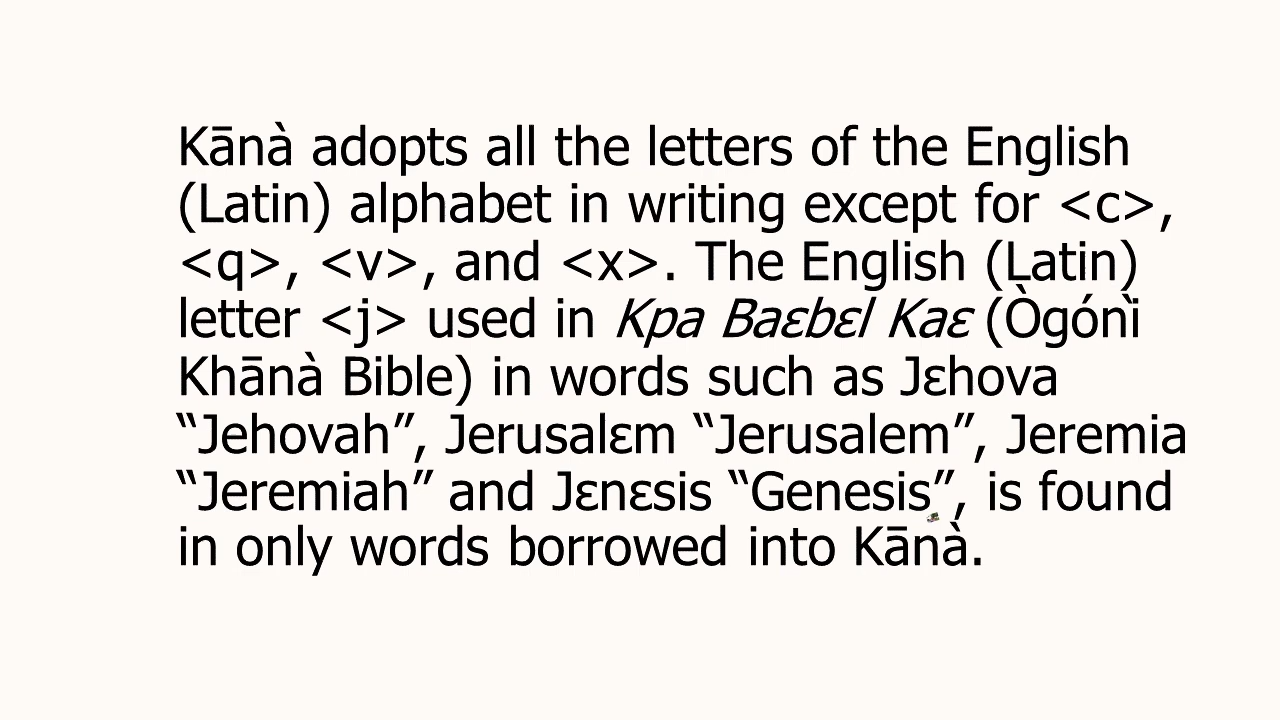 Kānà adopts all the letters of the English
(Latin) alphabet in writing except for <c>,
<q>, <v>, and <x>. The English (Latin)
letter <j> used in Kpa Baɛbɛl Kaɛ (Ògónì
Khānà Bible) in words such as Jɛhova
“Jehovah”, Jerusalɛm “Jerusalem”, Jeremia
“Jeremiah” and Jɛnɛsis “Genesis”, is found
in only words borrowed into Kānà.